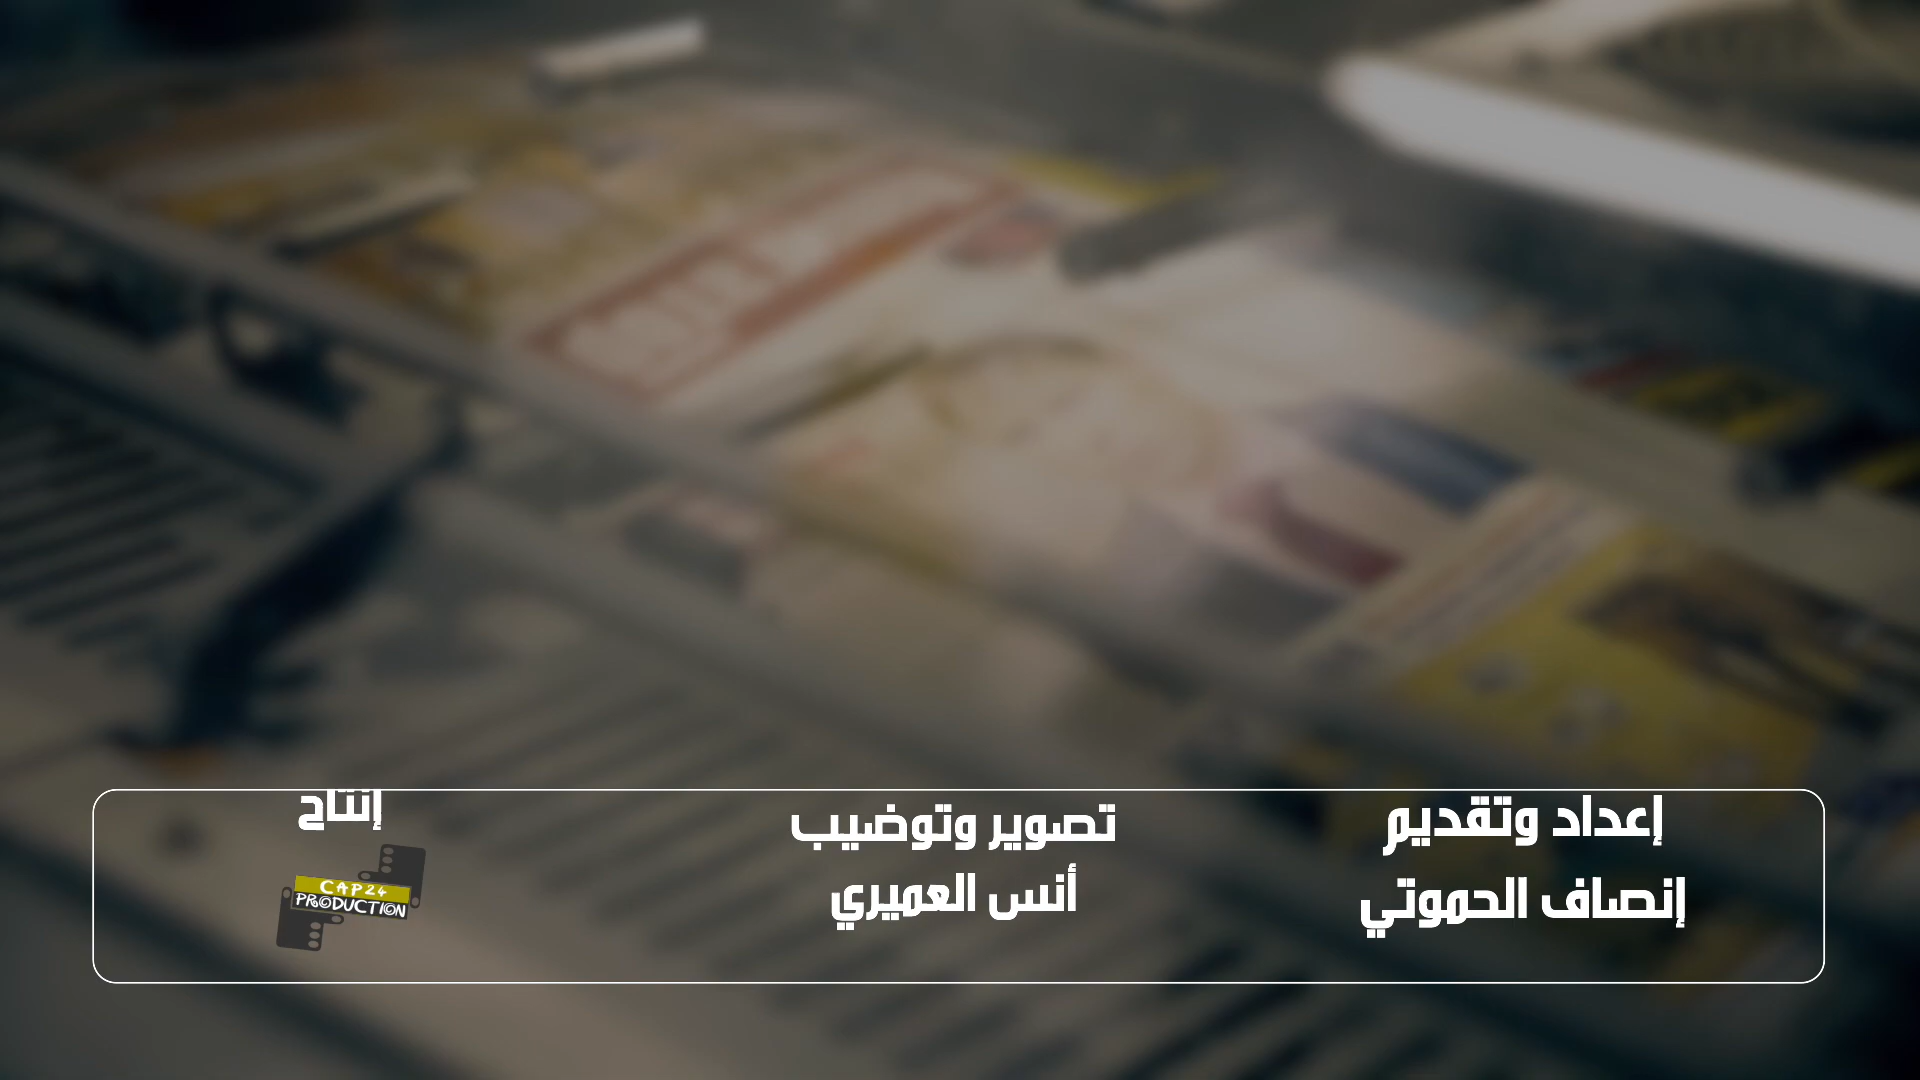 إعداد وتقديم
إنصاف الحموتي
تصوير وتوضيب
أنس العميري
إنتاج
CAP24
PRODUCTION